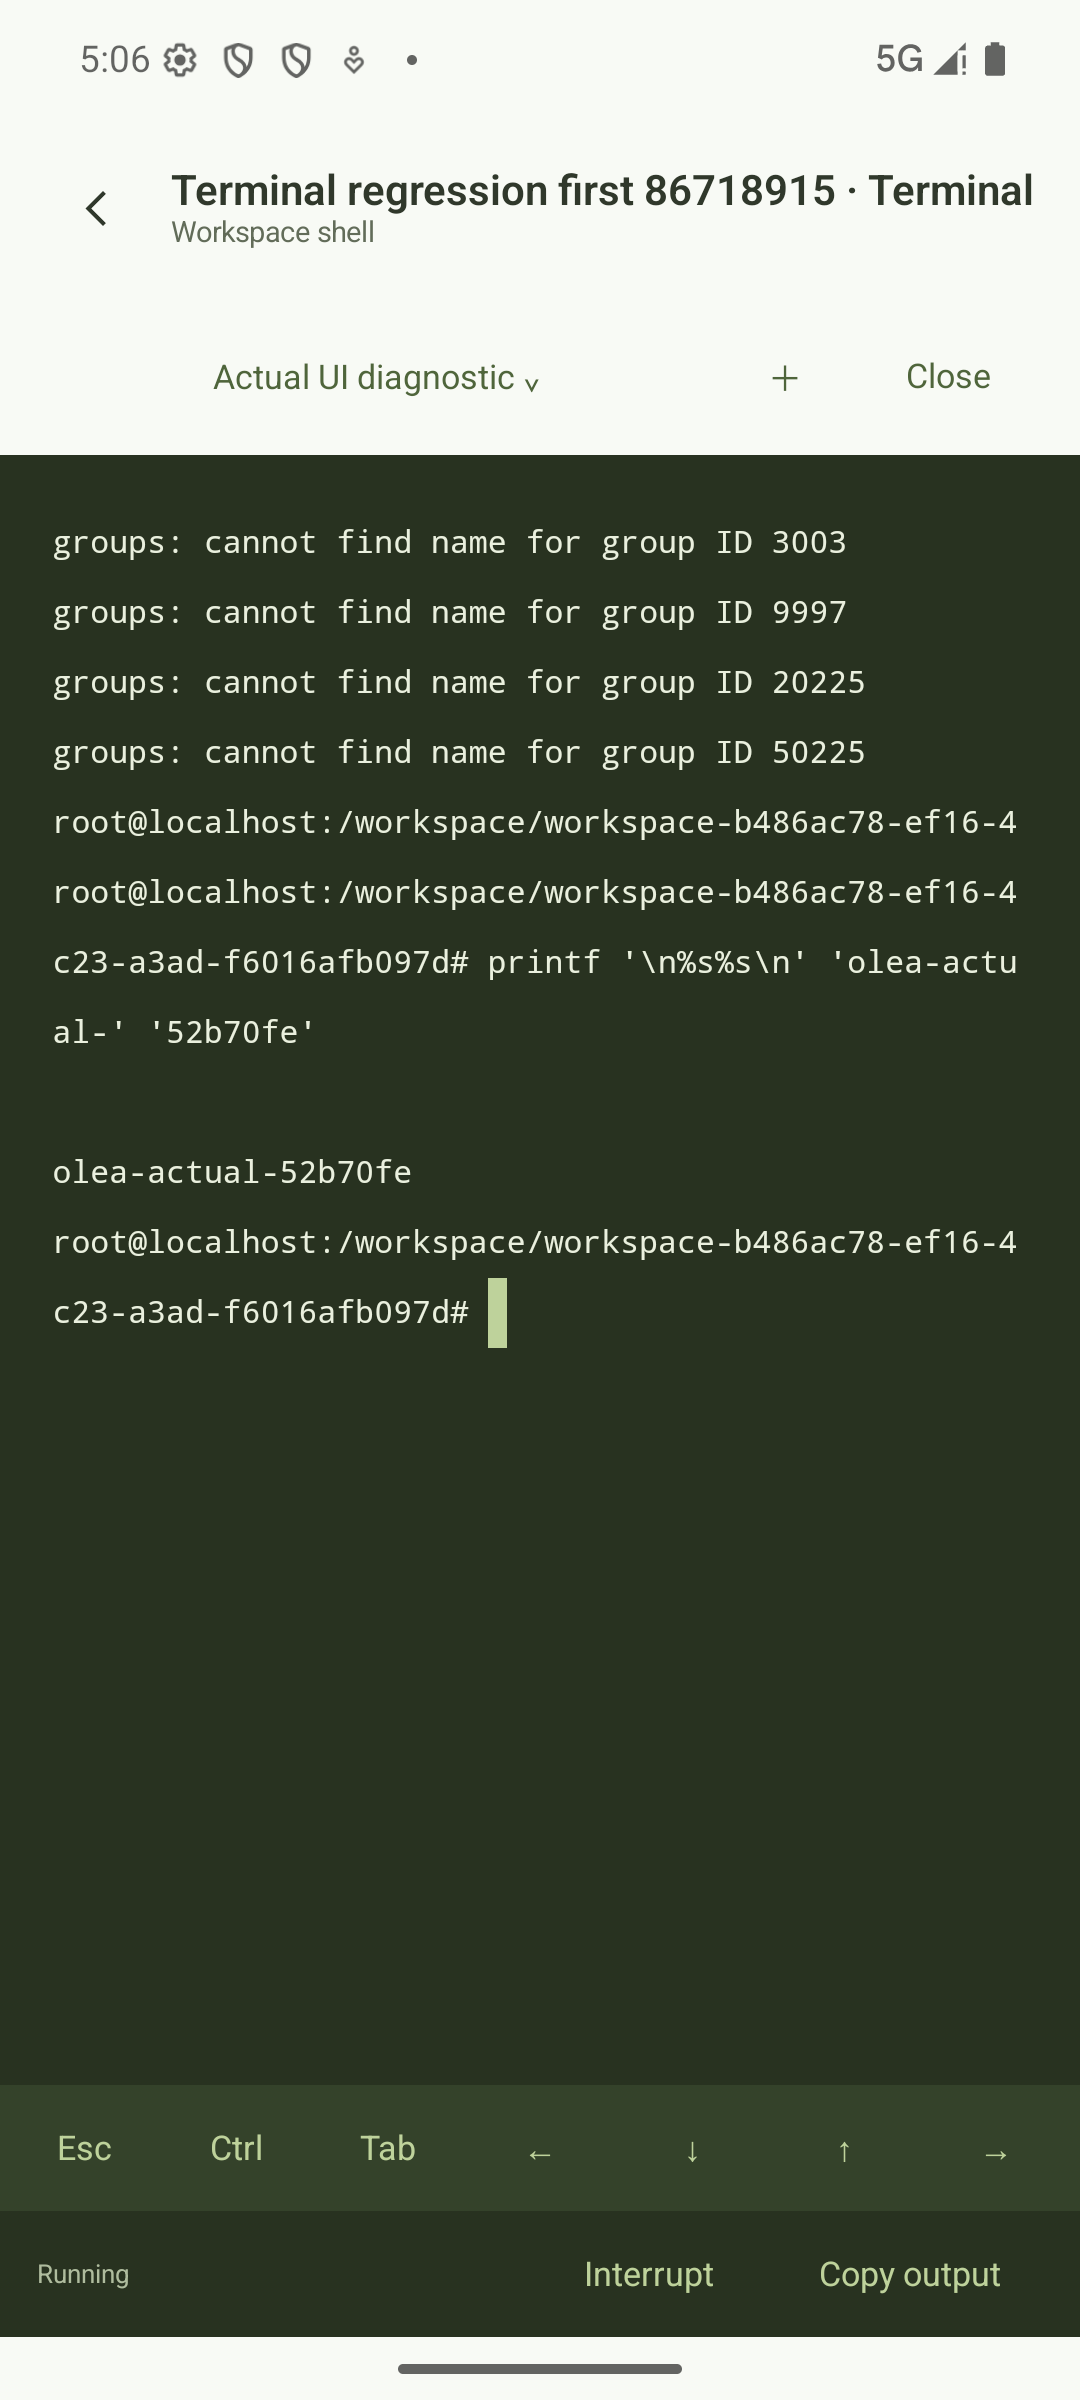 5:06 5G
Terminal regression first 86718915 · Terminal
Workspace shell
Actual UI diagnostic + Close
groups: cannot find name for group ID 3003
groups: cannot find name for group ID 9997
groups: cannot find name for group ID 20225
groups: cannot find name for group ID 50225
root@localhost:/workspace/workspace-b486ac78-ef16-4
root@localhost:/workspace/workspace-b486ac78-ef16-4
c23-a3ad-f6016afb097d# printf '\n%s%s\n' 'olea-actu
al-' '52b70fe'
olea-actual-52b70fe
root@localhost:/workspace/workspace-b486ac78-ef16-4
c23-a3ad-f6016afb097d#
Esc Ctrl Tab ← ↓ ↑ →
Running Interrupt Copy output